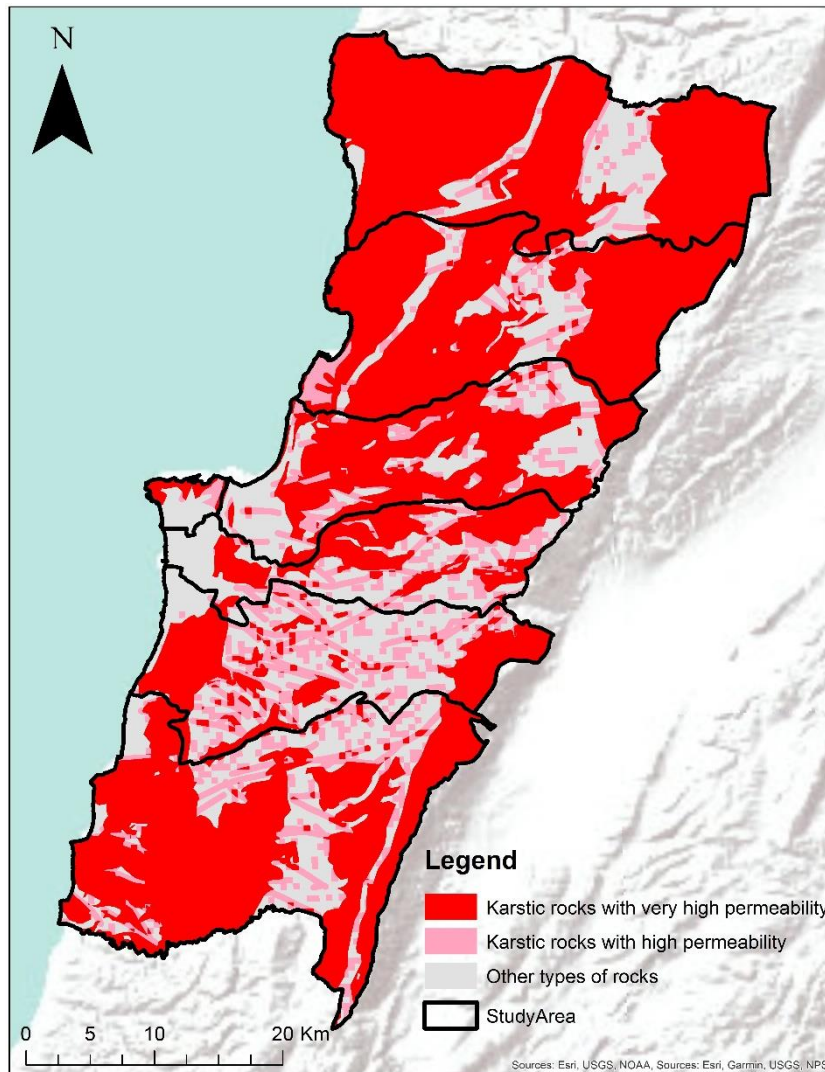 N
Legend
Karstic rocks with very high permeability
Karstic rocks with high permeability
Other types of rocks
StudyArea
0 5 10 20 Km
Sources: Esri, USGS, NOAA, Sources: Esri, Garmin, USGS, NPS